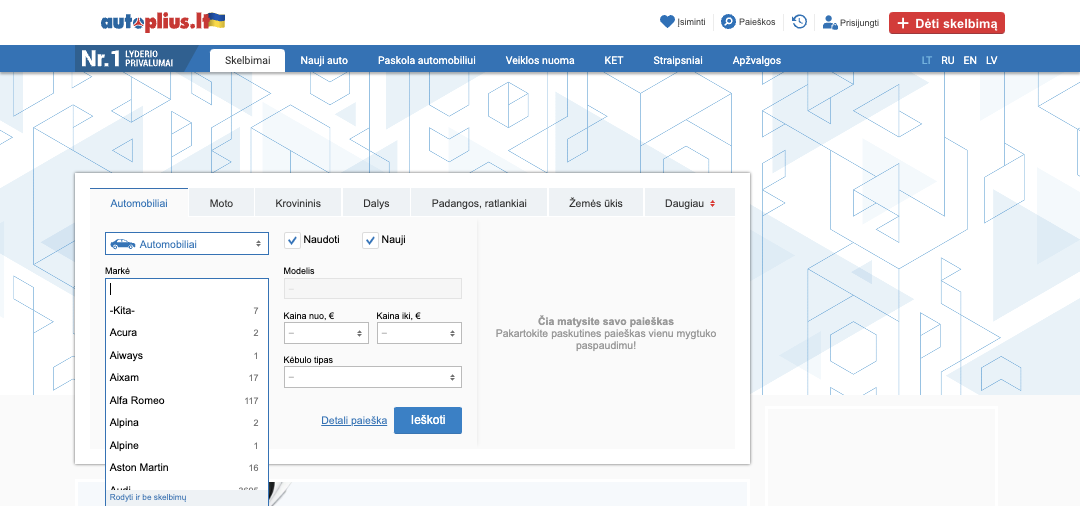 autoplius.lt
Įsiminti
Paieškos
Prisijungti
Dėti skelbimą
Nr.1 LYDERIO PRIVALUMAI
Skelbimai
Nauji auto
Paskola automobiliui
Veiklos nuoma
KET
Straipsniai
Apžvalgos
LT RU EN LV
Automobiliai
Moto
Krovininis
Dalys
Padangos, ratlankiai
Žemės ūkis
Daugiau
Automobiliai
Naudoti
Nauji
Markė
Modelis
–
-Kita- 7
Acura 2
Aiways 1
Aixam 17
Alfa Romeo 117
Alpina 2
Alpine 1
Aston Martin 16
Audi
Rodyti ir be skelbimų
Kaina nuo, €
Kaina iki, €
–
–
Kėbulo tipas
–
Detali paieška
Ieškoti
Čia matysite savo paieškas
Pakartokite paskutines paieškas vienu mygtuko
paspaudimu!